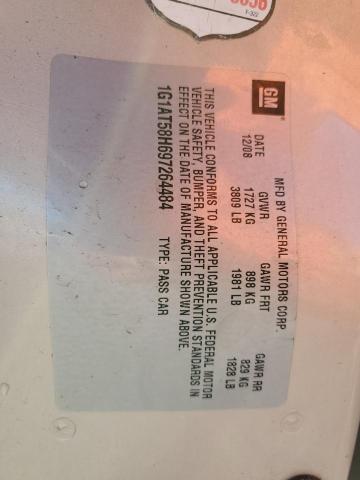 GM
MFD BY GENERAL MOTORS CORP.
DATE GVWR GAWR FRT GAWR RR
12/08 1727 KG 898 KG 829 KG
3809 LB 1981 LB 1828 LB
THIS VEHICLE CONFORMS TO ALL APPLICABLE U.S. FEDERAL MOTOR
VEHICLE SAFETY, BUMPER, AND THEFT PREVENTION STANDARDS IN
EFFECT ON THE DATE OF MANUFACTURE SHOWN ABOVE.
1G1AT58H697264484 TYPE: PASS CAR